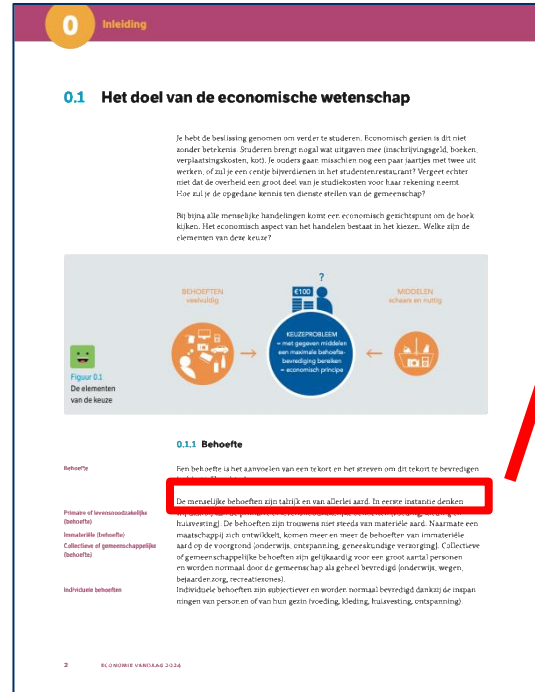 0
Inleiding
0.1 Het doel van de economische wetenschap
Je hebt de beslissing genomen om verder te studeren. Economisch gezien is dit niet
zonder betekenis. Studeren brengt nogal wat uitgaven mee (inschrijvingsgeld, boeken,
verplaatsingskosten, kot). Je ouders gaan misschien nog een paar jaartjes met twee uit
werken, of zul je een centje bijverdienen in het studentenrestaurant? Vergeet echter
niet dat de overheid een groot deel van je studiekosten voor haar rekening neemt.
Hoe zul je de opgedane kennis ten dienste stellen van de gemeenschap?
Bij bijna alle menselijke handelingen komt een economisch gezichtspunt om de hoek
kijken. Het economisch aspect van het handelen bestaat in het kiezen. Welke zijn de
elementen van deze keuze?
BEHOEFTEN
veelvuldig
?
€100
KEUZEPROBLEEM
= met gegeven middelen
een maximale behoefte-
bevrediging bereiken
= economisch principe
MIDDELEN
schaars en nuttig
Figuur 0.1
De elementen
van de keuze
0.1.1 Behoefte
Behoefte
Een behoefte is het aanvoelen van een tekort en het streven om dit tekort te bevredigen
De menselijke behoeften zijn talrijk en van allerlei aard. In eerste instantie denken
Primaire of levensnoodzakelijke
(behoefte)
huisvesting). De behoeften zijn trouwens niet steeds van materiële aard. Naarmate een
Immateriële (behoefte)
maatschappij zich ontwikkelt, komen meer en meer de behoeften van immateriële
Collectieve of gemeenschappelijke
(behoefte)
aard op de voorgrond (onderwijs, ontspanning, geneeskundige verzorging). Collectieve
of gemeenschappelijke behoeften zijn gelijkaardig voor een groot aantal personen
en worden normaal door de gemeenschap als geheel bevredigd (onderwijs, wegen,
bejaardenzorg, recreatiezones).
Individuele behoeften
Individuele behoeften zijn subjectiever en worden normaal bevredigd dankzij de inspan
ningen van personen of van hun gezin (voeding, kleding, huisvesting, ontspanning).
2 ECONOMIE VANDAAG 2024